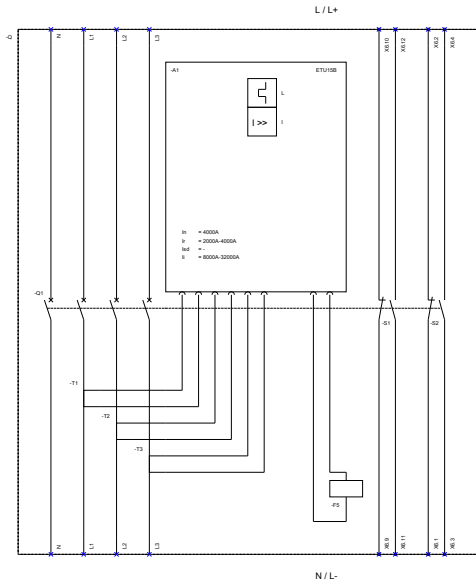 L / L+
-Q
N
L1
L2
L3
X6.10
X6.12
X6.2
X6.4
-A1
ETU15B
L
I >>
I
In = 4000A
Ir = 2000A-4000A
Isd = -
Ii = 8000A-32000A
-Q1
-S1
-S2
-T1
-T2
-T3
-F5
N
L1
L2
L3
X6.9
X6.11
X6.1
X6.3
N / L-